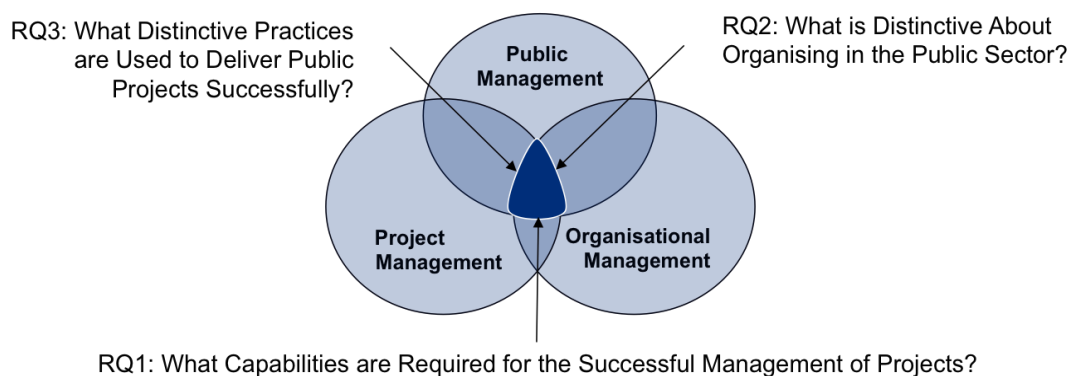 RQ3: What Distinctive Practices
are Used to Deliver Public
Projects Successfully?
RQ2: What is Distinctive About
Organising in the Public Sector?
Public
Management
Project
Management
Organisational
Management
RQ1: What Capabilities are Required for the Successful Management of Projects?